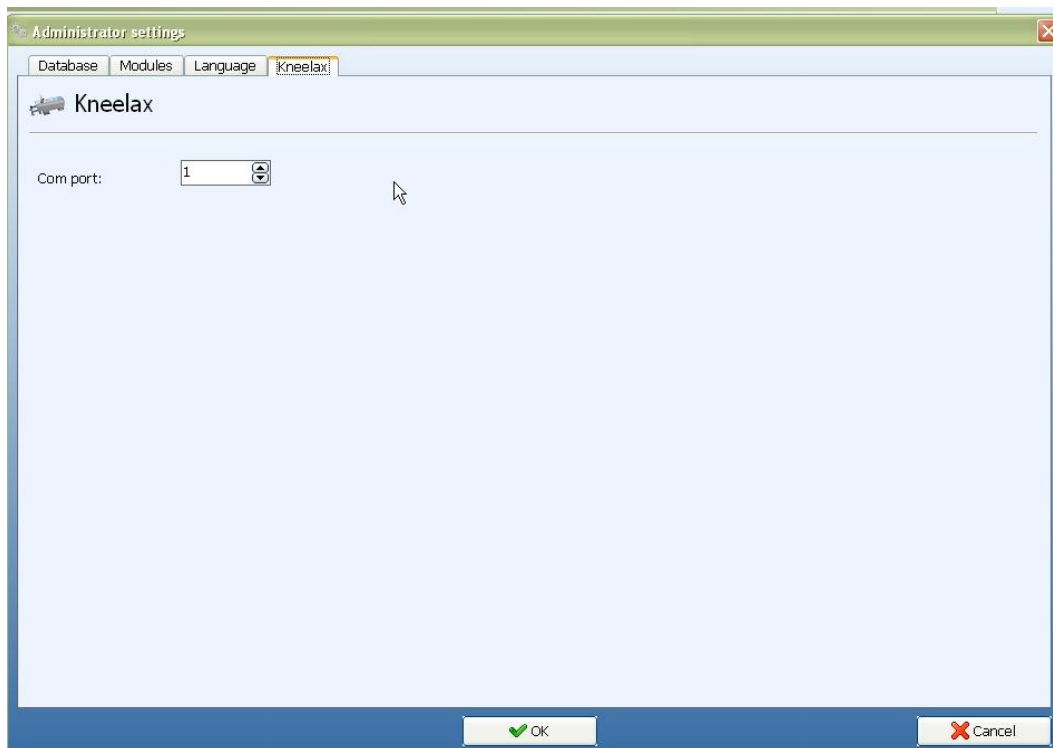 Administrator settings
Database Modules Language Kneelax
Kneelax
Com port: 1
OK Cancel